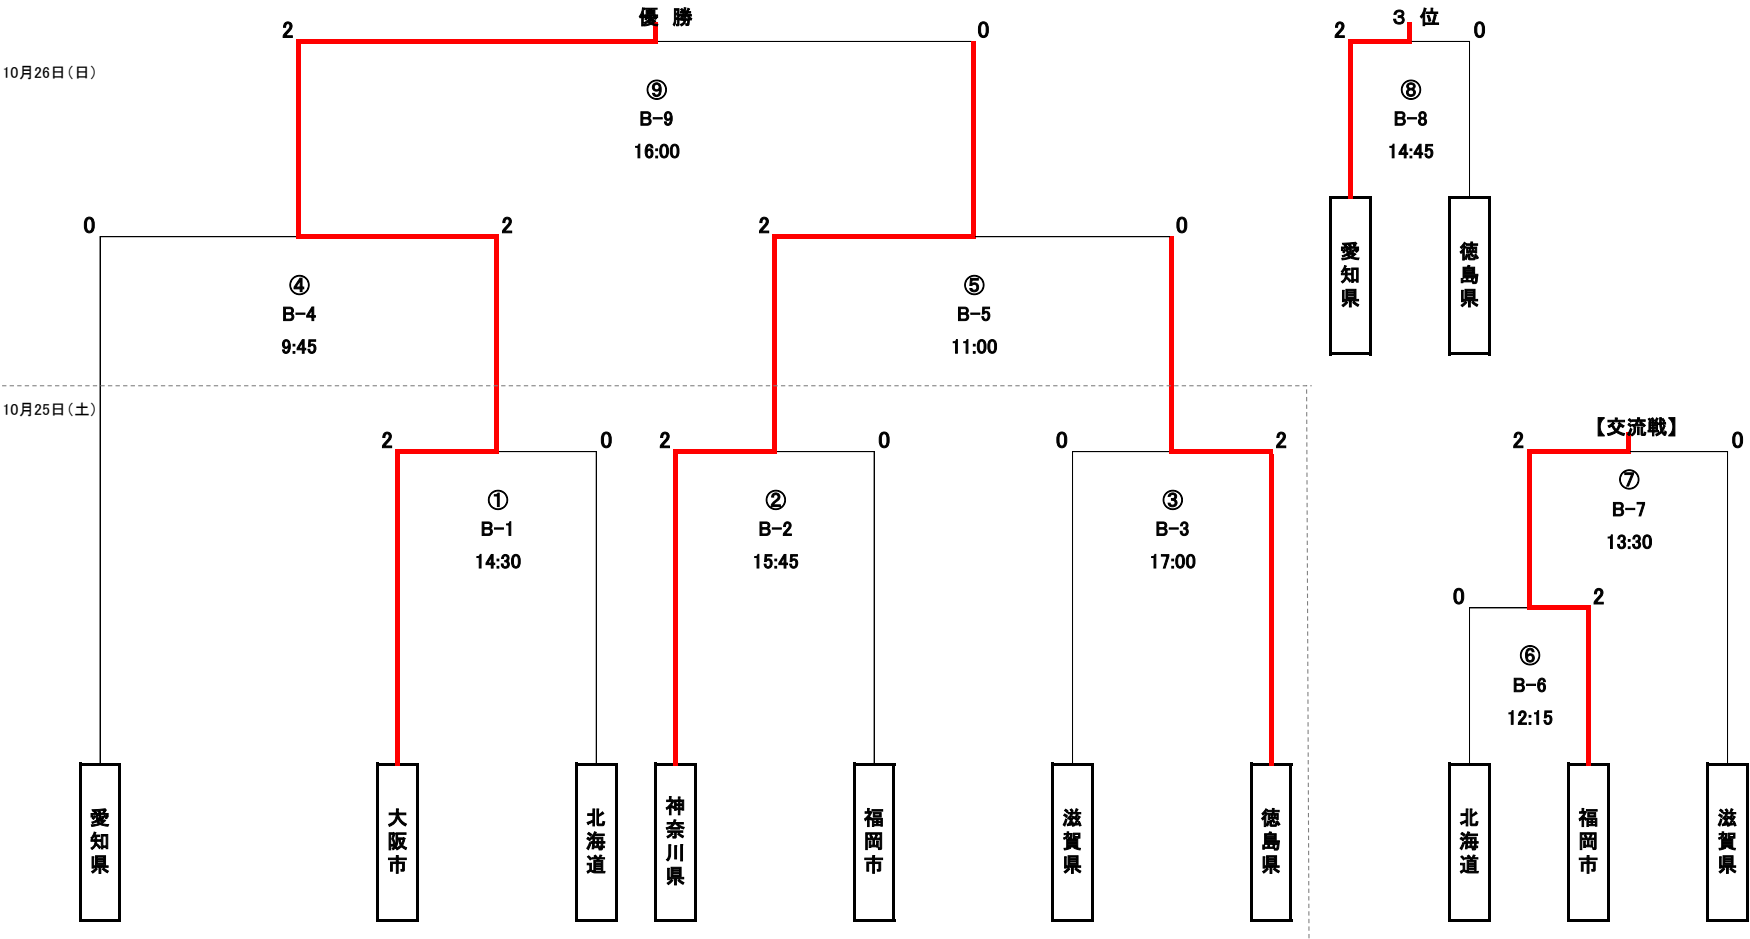 優 勝
2
0
３ 位
2
0
10月26日（日）
⑨
B-9
16:00
⑧
B-8
14:45
0
2
2
0
愛知県
徳島県
④
B-4
9:45
⑤
B-5
11:00
10月25日（土）
【交流戦】
2
0
2
0
2
0
0
2
①
B-1
14:30
②
B-2
15:45
③
B-3
17:00
⑦
B-7
13:30
0
2
⑥
B-6
12:15
愛知県
大阪市
北海道
神奈川県
福岡市
滋賀県
徳島県
北海道
福岡市
滋賀県